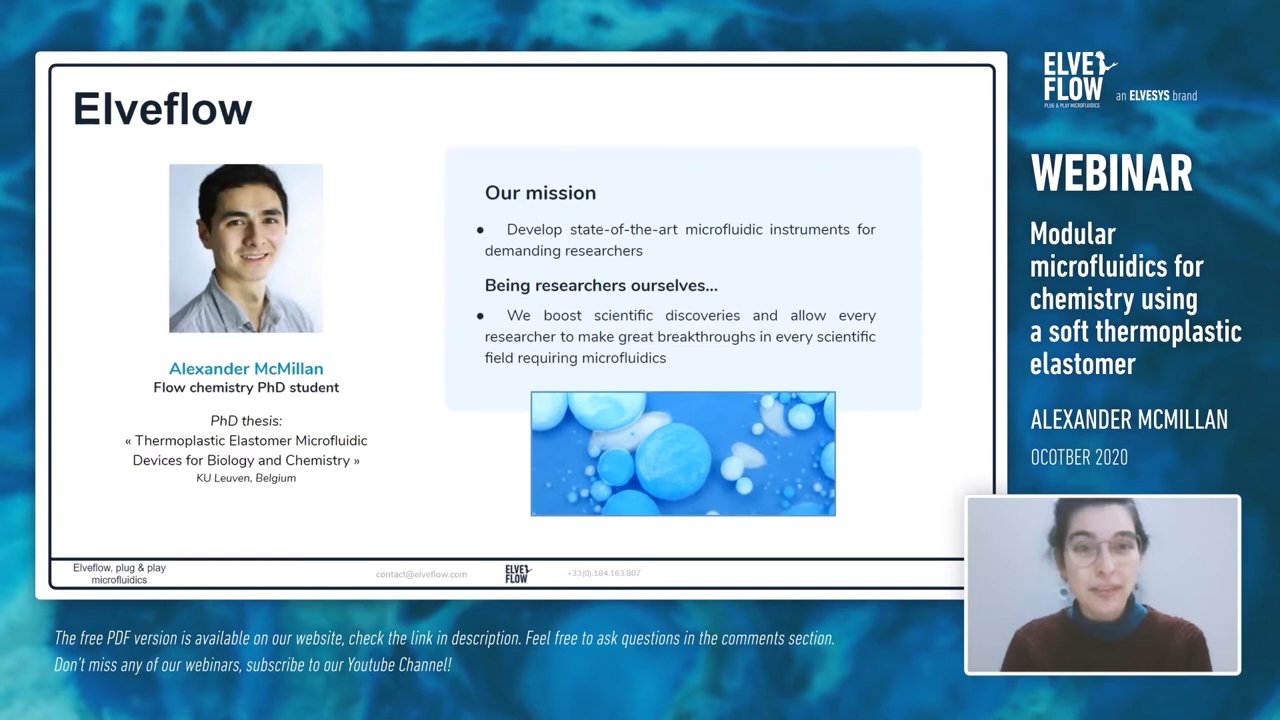 Elveflow
Alexander McMillan
Flow chemistry PhD student
PhD thesis:
« Thermoplastic Elastomer Microfluidic
Devices for Biology and Chemistry »
KU Leuven, Belgium
Our mission
● Develop state-of-the-art microfluidic instruments for
demanding researchers
Being researchers ourselves...
● We boost scientific discoveries and allow every
researcher to make great breakthroughs in every scientific
field requiring microfluidics
Elveflow, plug & play
microfluidics
contact@elveflow.com
ELVE
FLOW
+33(0).184.163.807
ELVE
FLOW
PLUG & PLAY MICROFLUIDICS
an ELVESYS brand
WEBINAR
Modular
microfluidics for
chemistry using
a soft thermoplastic
elastomer
ALEXANDER MCMILLAN
OCOTBER 2020
The free PDF version is available on our website, check the link in description. Feel free to ask questions in the comments section.
Don't miss any of our webinars, subscribe to our Youtube Channel!